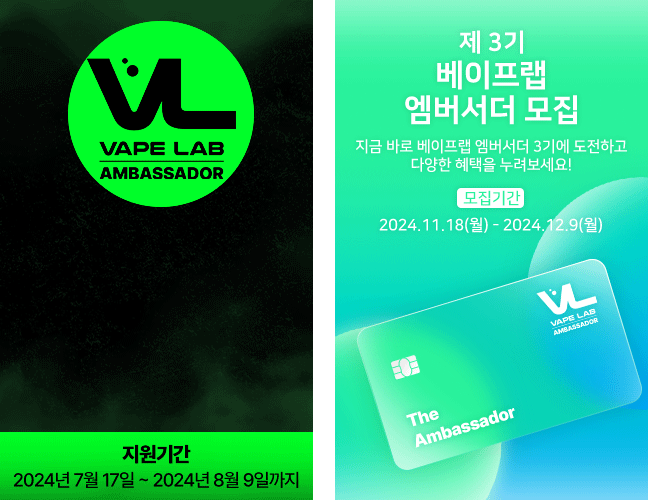 VL
VAPE LAB
AMBASSADOR
지원기간
2024년 7월 17일 ~ 2024년 8월 9일까지
제 3기
베이프랩
엠버서더 모집
지금 바로 베이프랩 엠버서더 3기에 도전하고
다양한 혜택을 누려보세요!
모집기간
2024.11.18(월) - 2024.12.9(월)
VL
VAPE LAB
AMBASSADOR
The
Ambassador